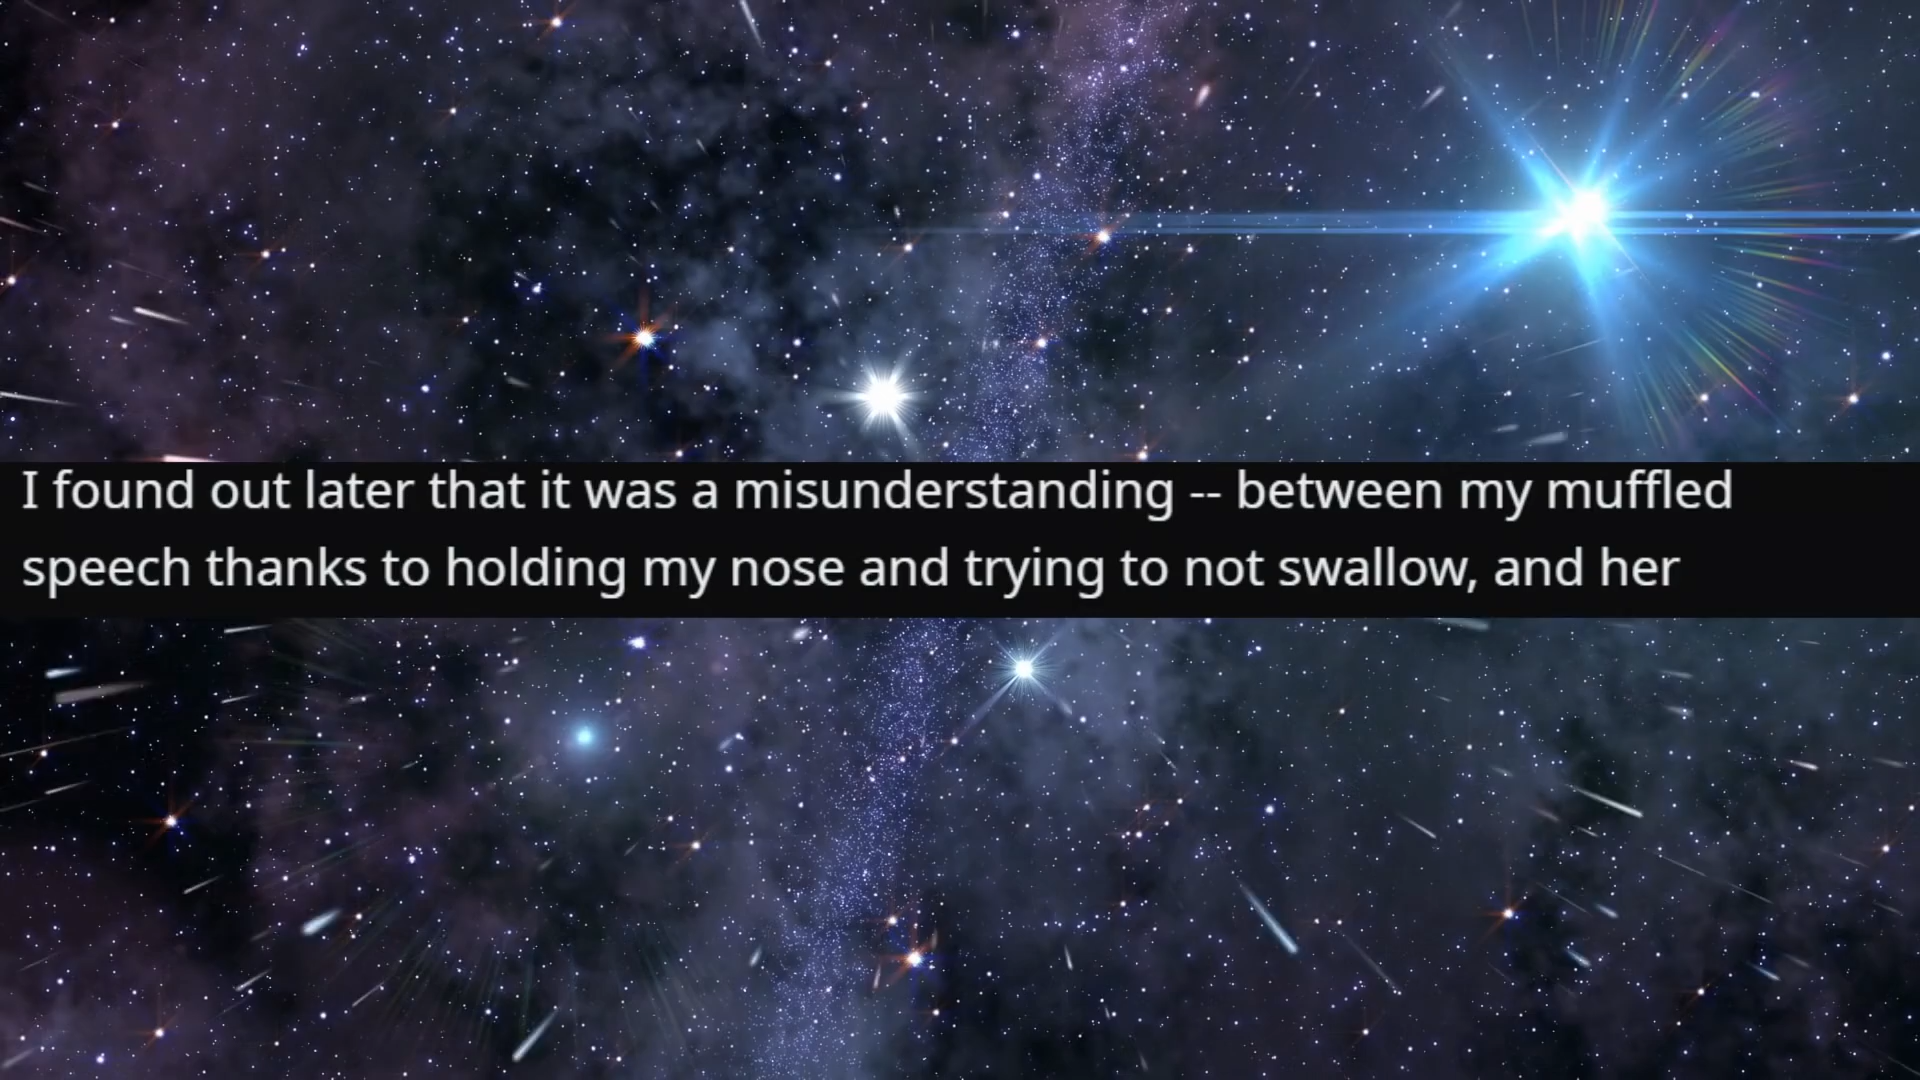 I found out later that it was a misunderstanding -- between my muffled
speech thanks to holding my nose and trying to not swallow, and her